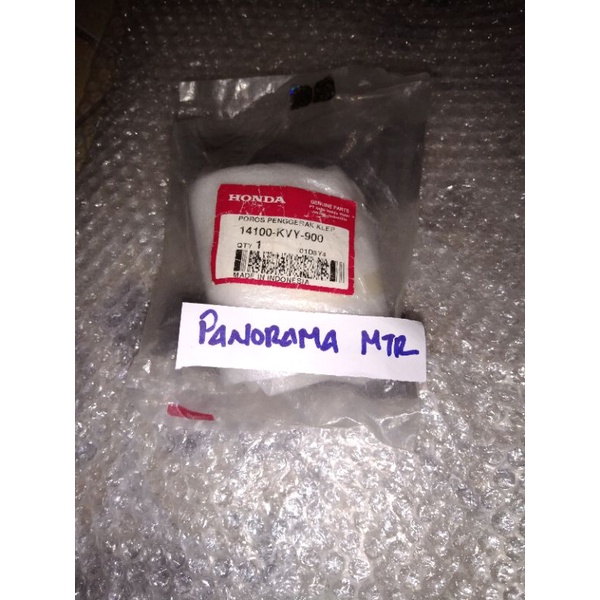 HONDA
GENUINE PARTS
POROS PENGGERAK KLEP
14100-KVY-900
QTY 1
MADE IN INDONESIA
PANORAMA MTR